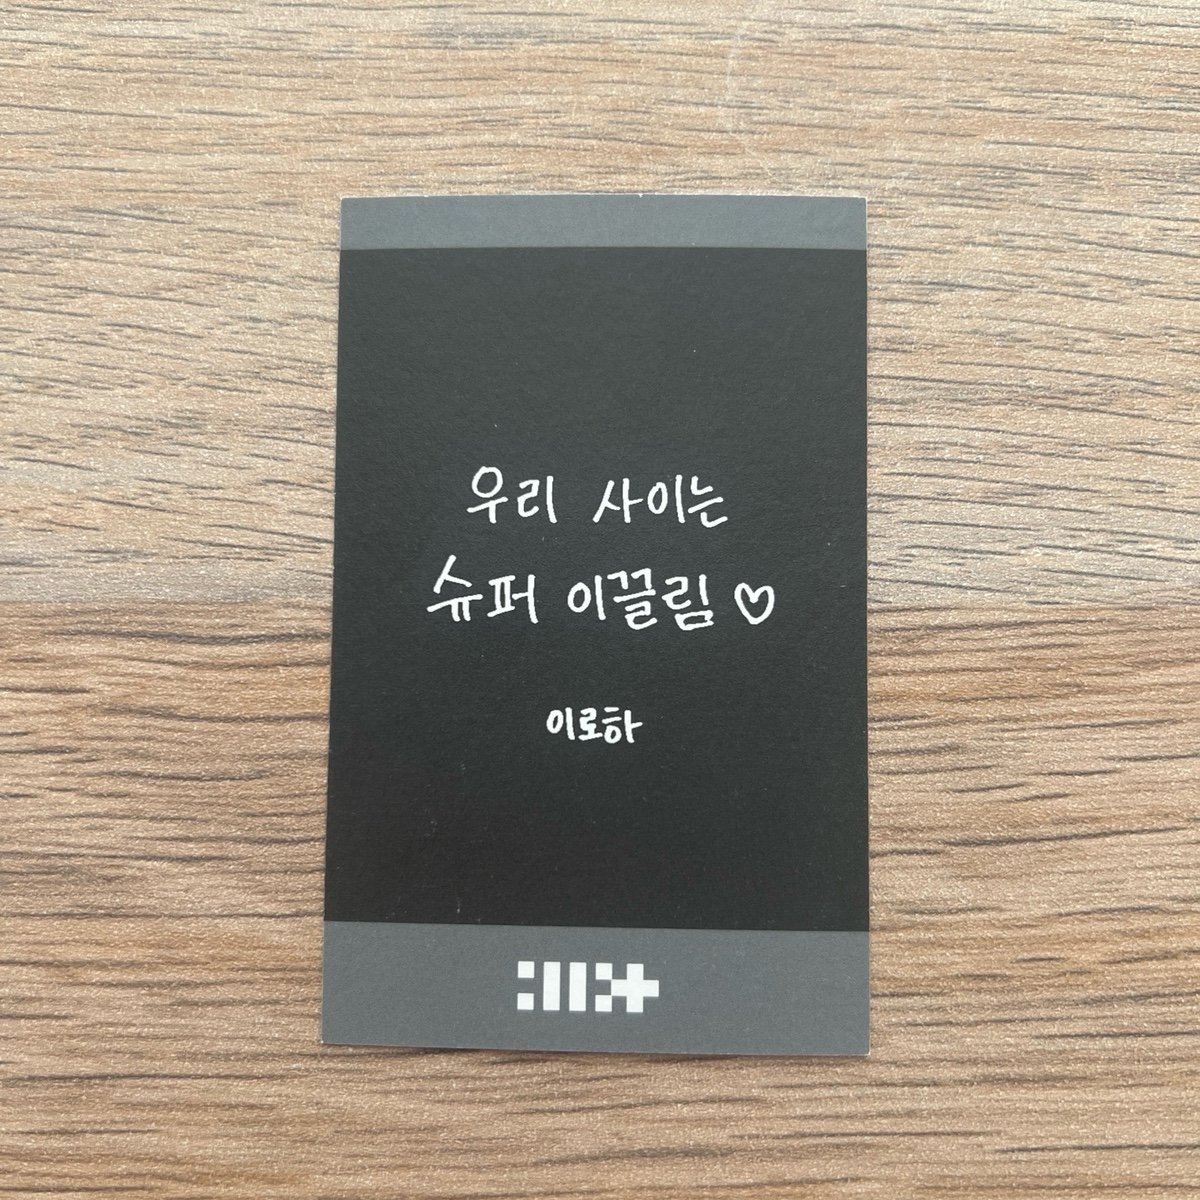 우리 사이는
슈퍼 이끌림♡
이로하